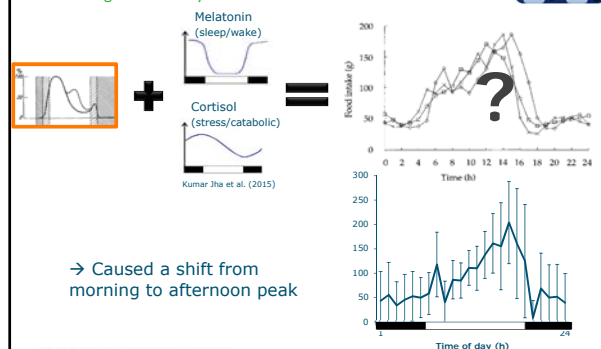 Melatonin
(sleep/wake)
Cortisol
(stress/catabolic)
Kumar Jha et al. (2015)
?
Food intake (g)
200
150
100
50
0
0 2 4 6 8 10 12 14 16 18 20 22 24
Time (h)
→ Caused a shift from
morning to afternoon peak
300
250
200
150
100
50
0
1 24
Time of day (h)